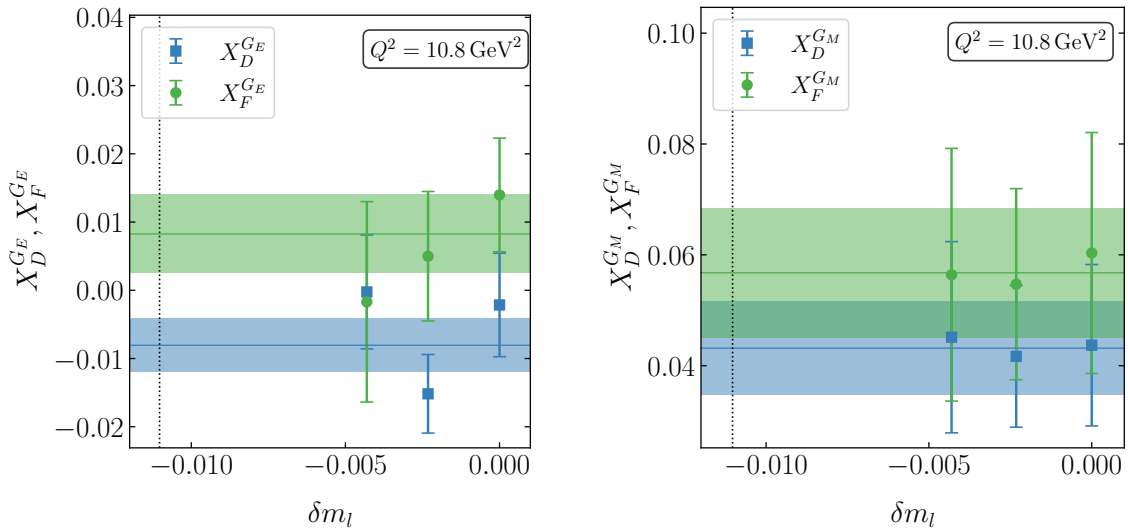 0.04
0.03
0.02
0.01
0.00
−0.01
−0.02
X_D^{G_E}, X_F^{G_E}
X_D^{G_E}
X_F^{G_E}
Q^2 = 10.8 GeV^2
−0.010
−0.005
0.000
δm_l
0.10
0.08
0.06
0.04
X_D^{G_M}, X_F^{G_M}
X_D^{G_M}
X_F^{G_M}
Q^2 = 10.8 GeV^2
−0.010
−0.005
0.000
δm_l